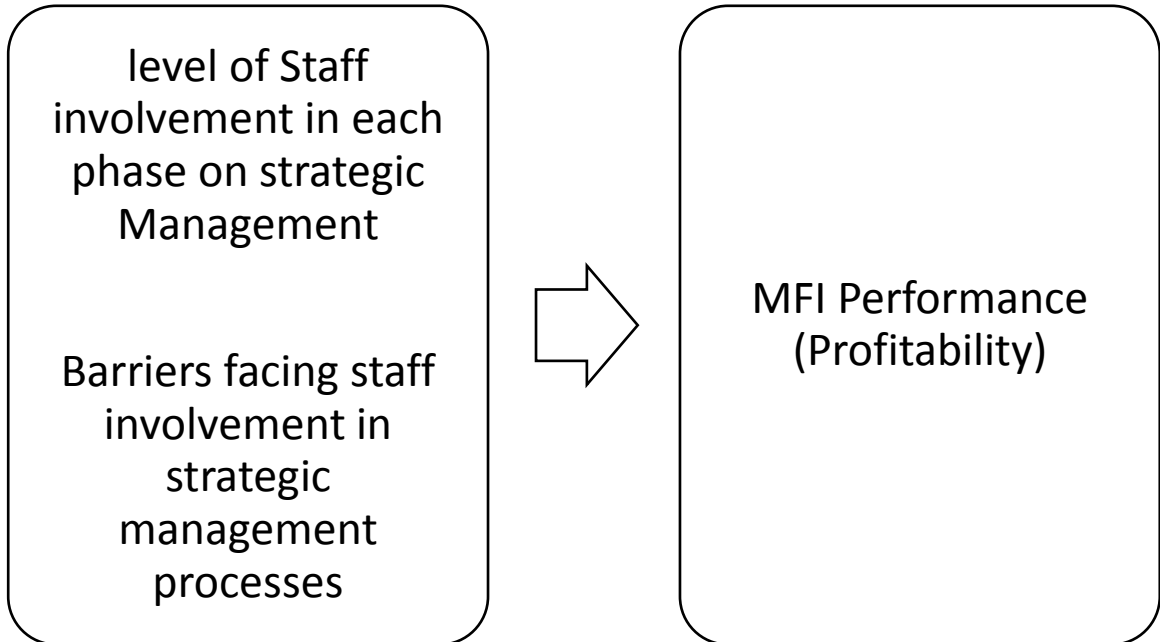 level of Staff
involvement in each
phase on strategic
Management
Barriers facing staff
involvement in
strategic
management
processes
MFI Performance
(Profitability)